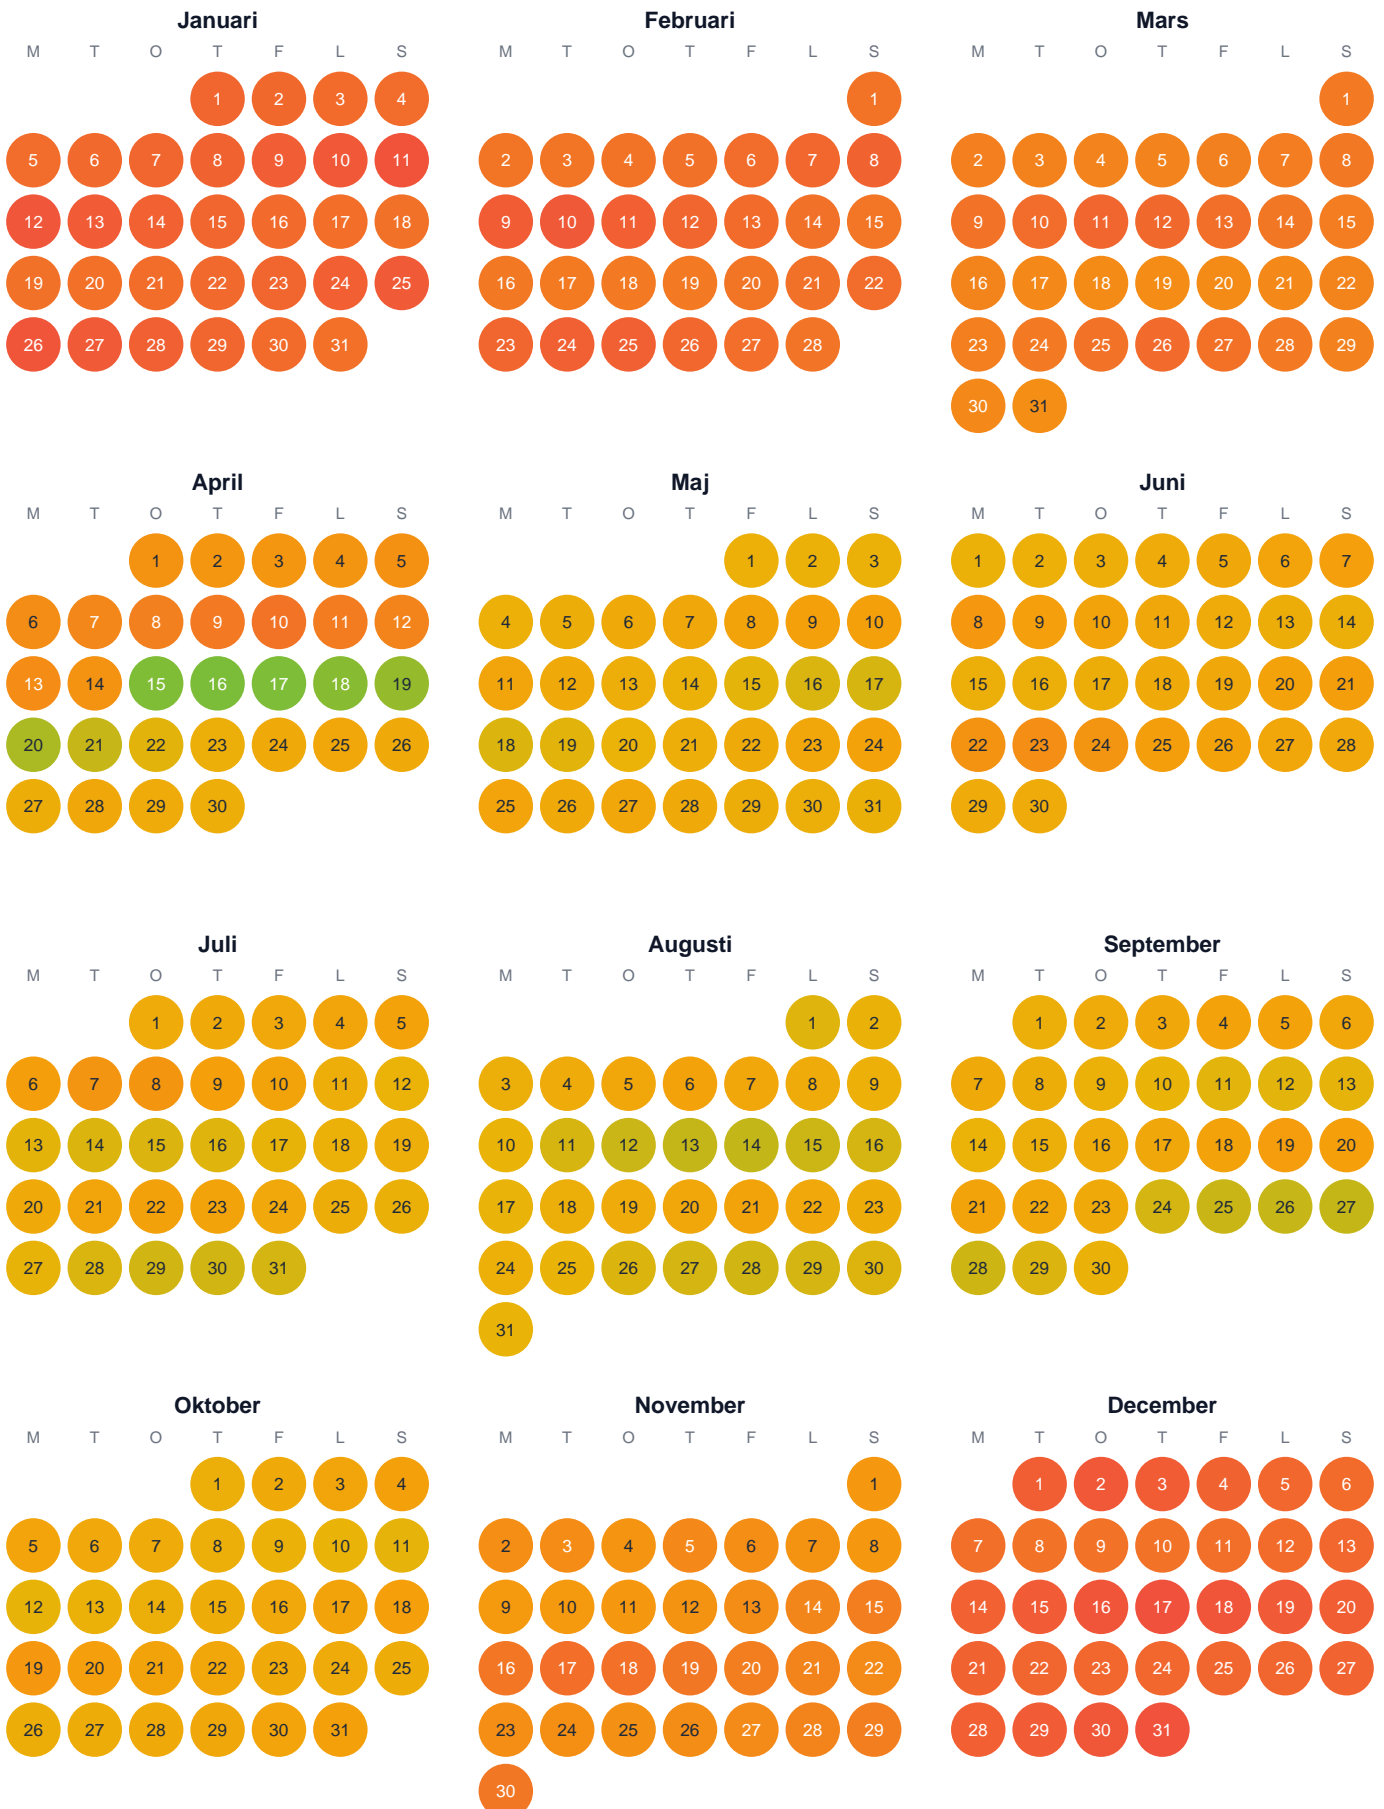 Januari Februari Mars
M T O T F L S M T O T F L S M T O T F L S
1 2 3 4 1 1
5 6 7 8 9 10 11 2 3 4 5 6 7 8 2 3 4 5 6 7 8
12 13 14 15 16 17 18 9 10 11 12 13 14 15 9 10 11 12 13 14 15
19 20 21 22 23 24 25 16 17 18 19 20 21 22 16 17 18 19 20 21 22
26 27 28 29 30 31 23 24 25 26 27 28 23 24 25 26 27 28 29
30 31
April Maj Juni
M T O T F L S M T O T F L S M T O T F L S
1 2 3 4 5 1 2 3 1 2 3 4 5 6 7
6 7 8 9 10 11 12 4 5 6 7 8 9 10 8 9 10 11 12 13 14
13 14 15 16 17 18 19 11 12 13 14 15 16 17 15 16 17 18 19 20 21
20 21 22 23 24 25 26 18 19 20 21 22 23 24 22 23 24 25 26 27 28
27 28 29 30 25 26 27 28 29 30 31 29 30
Juli Augusti September
M T O T F L S M T O T F L S M T O T F L S
1 2 3 4 5 1 2 1 2 3 4 5 6
6 7 8 9 10 11 12 3 4 5 6 7 8 9 7 8 9 10 11 12 13
13 14 15 16 17 18 19 10 11 12 13 14 15 16 14 15 16 17 18 19 20
20 21 22 23 24 25 26 17 18 19 20 21 22 23 21 22 23 24 25 26 27
27 28 29 30 31 24 25 26 27 28 29 30 28 29 30
31
Oktober November December
M T O T F L S M T O T F L S M T O T F L S
1 2 3 4 1 1 2 3 4 5 6
5 6 7 8 9 10 11 2 3 4 5 6 7 8 7 8 9 10 11 12 13
12 13 14 15 16 17 18 9 10 11 12 13 14 15 14 15 16 17 18 19 20
19 20 21 22 23 24 25 16 17 18 19 20 21 22 21 22 23 24 25 26 27
26 27 28 29 30 31 23 24 25 26 27 28 29 28 29 30 31
30